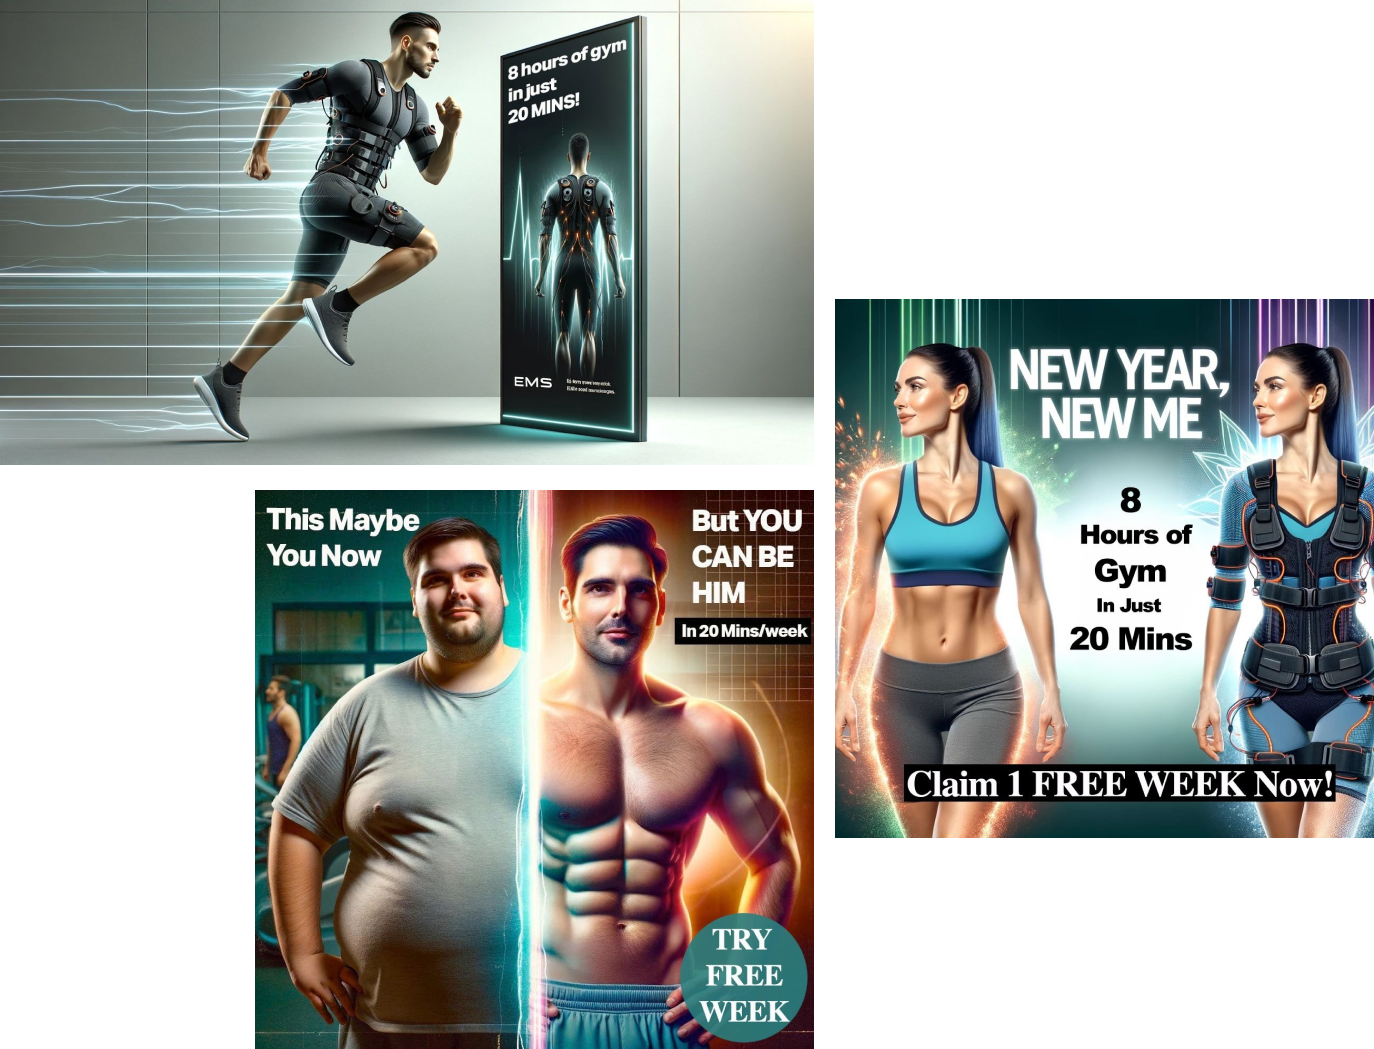 8 hours of gym
in just
20 MINS!
EMS
This Maybe
You Now
But YOU
CAN BE
HIM
In 20 Mins/week
TRY
FREE
WEEK
NEW YEAR,
NEW ME
8
Hours of
Gym
In Just
20 Mins
Claim 1 FREE WEEK Now!